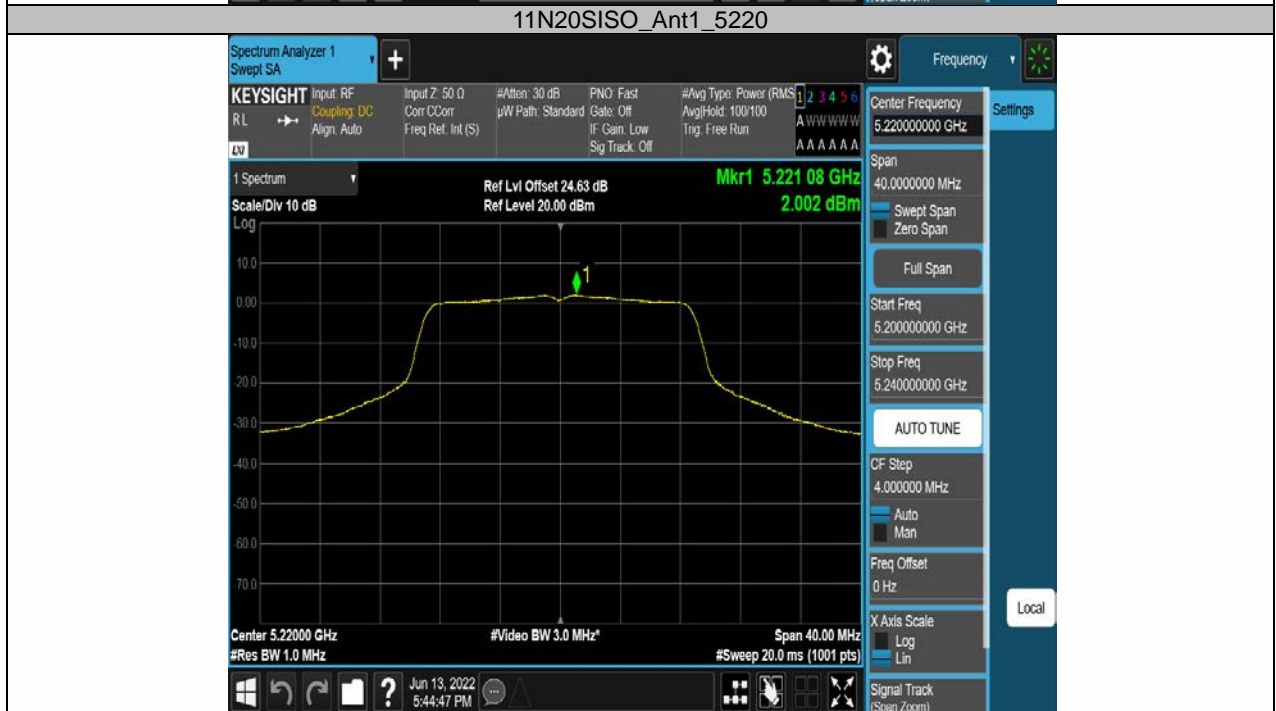 (Span Zoom)
11N20SISO_Ant1_5220
Spectrum Analyzer 1
Swept SA
+
Frequency
KEYSIGHT
RL
LXI
Input: RF
Coupling: DC
Align: Auto
Input Z: 50 Ω
Corr CCorr
Freq Ref: Int (S)
#Atten: 30 dB
µW Path: Standard
PNO: Fast
Gate: Off
IF Gain: Low
Sig Track: Off
#Avg Type: Power (RMS
Avg|Hold: 100/100
Trig: Free Run
1 2 3 4 5 6
A W W W W W
A A A A A A
1 Spectrum
Scale/Div 10 dB
Log
Ref Lvl Offset 24.63 dB
Ref Level 20.00 dBm
Mkr1 5.221 08 GHz
2.002 dBm
10.0
0.00
-10.0
-20.0
-30.0
-40.0
-50.0
-60.0
-70.0
1
Center 5.22000 GHz
#Res BW 1.0 MHz
#Video BW 3.0 MHz*
Span 40.00 MHz
#Sweep 20.0 ms (1001 pts)
Center Frequency
5.220000000 GHz
Settings
Span
40.0000000 MHz
Swept Span
Zero Span
Full Span
Start Freq
5.200000000 GHz
Stop Freq
5.240000000 GHz
AUTO TUNE
CF Step
4.000000 MHz
Auto
Man
Freq Offset
0 Hz
X Axis Scale
Log
Lin
Local
Signal Track
(Span Zoom)
?
Jun 13, 2022
5:44:47 PM